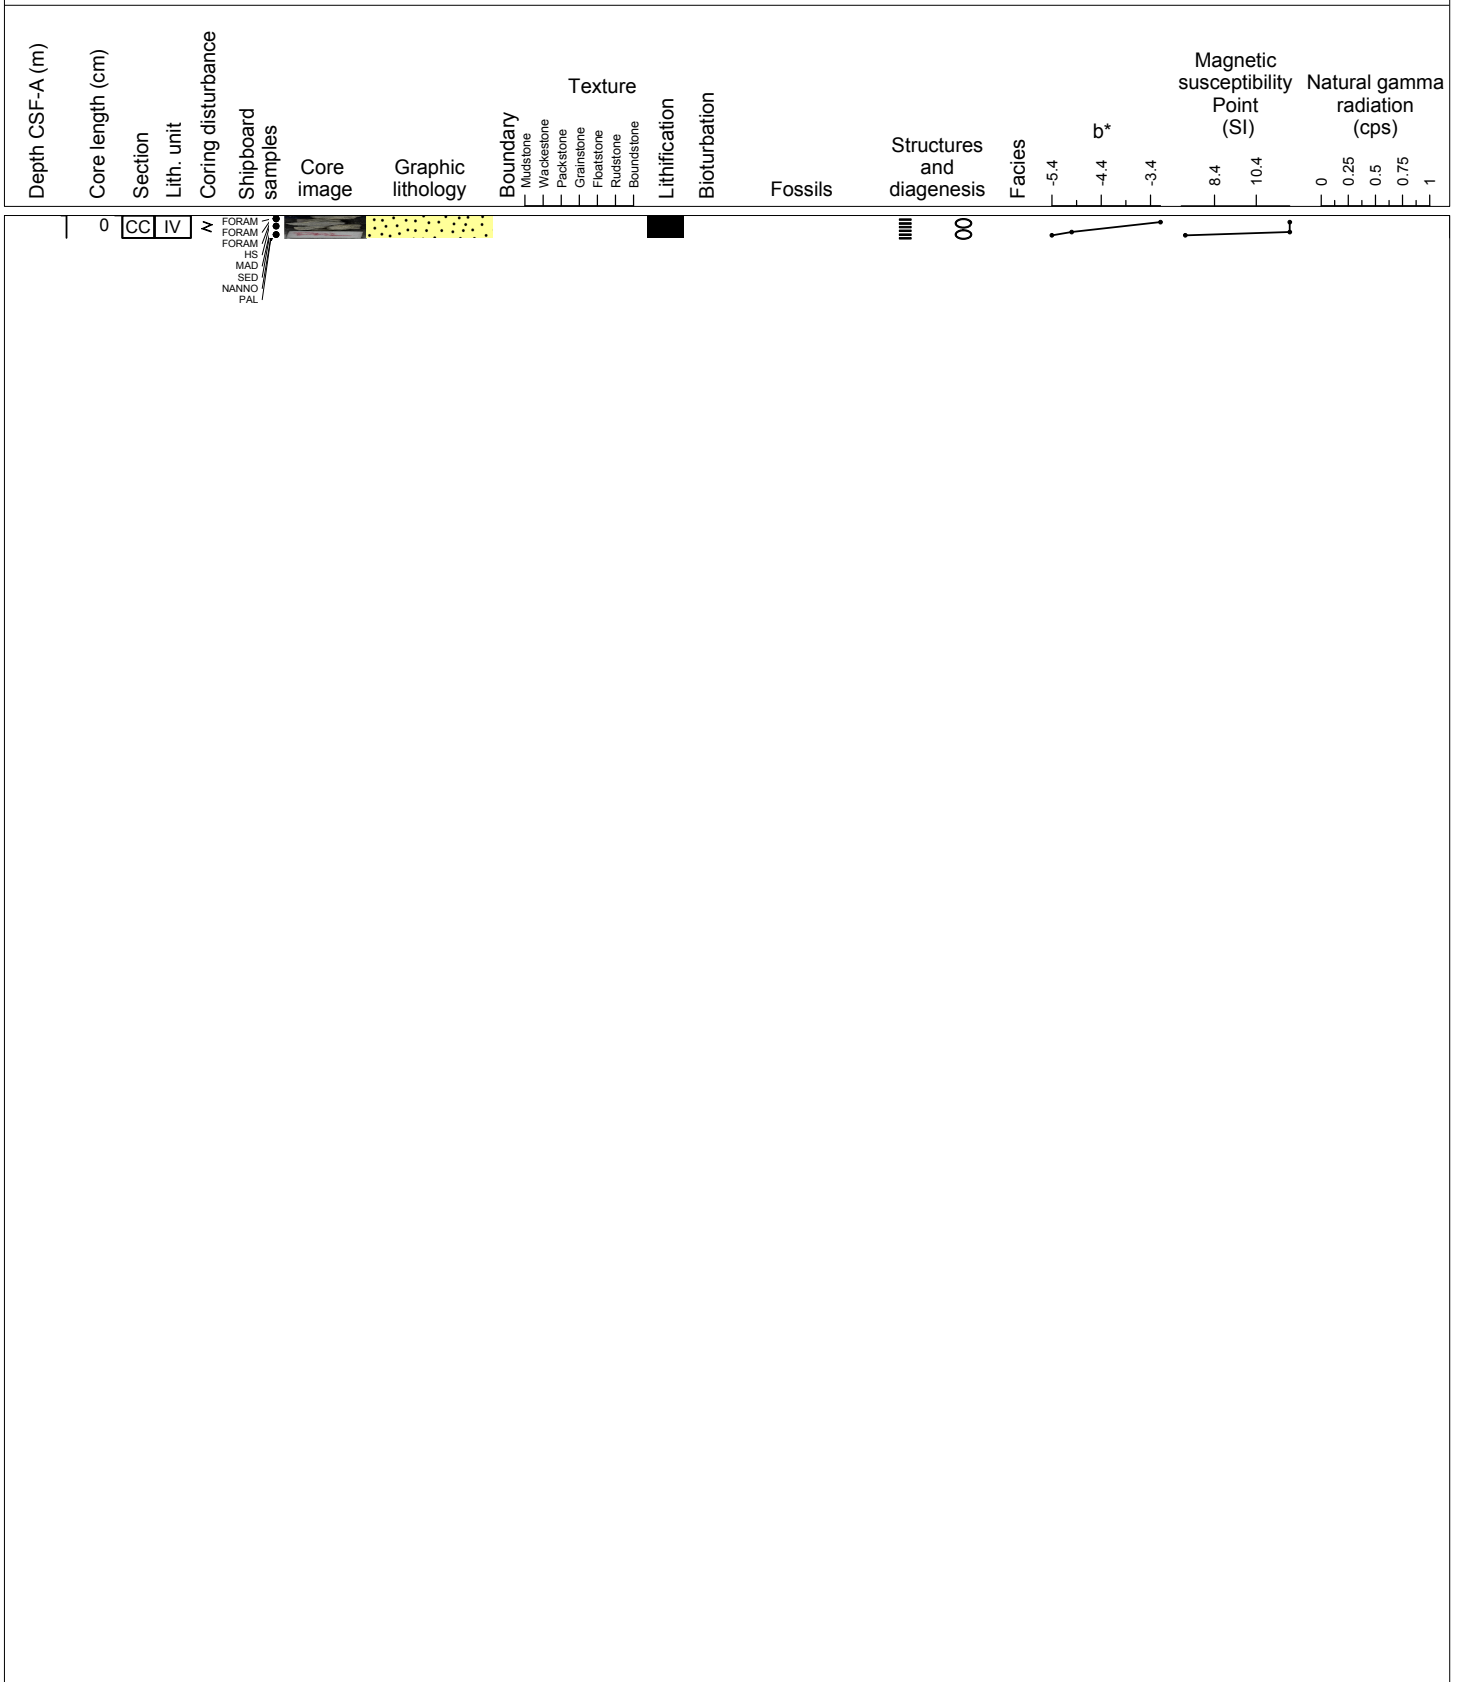 Depth CSF-A (m)
Core length (cm)
Section
Lith. unit
Coring disturbance
Shipboard
samples
Core
image
Graphic
lithology
Boundary
Texture
Mudstone
Wackestone
Packstone
Grainstone
Floatstone
Rudstone
Boundstone
Lithification
Bioturbation
Fossils
Structures
and
diagenesis
Facies
b*
-5.4
-4.4
-3.4
Magnetic
susceptibility
Point
(SI)
8.4
10.4
Natural gamma
radiation
(cps)
0
0.25
0.5
0.75
1
0
CC
IV
FORAM
FORAM
FORAM
HS
MAD
SED
NANNO
PAL